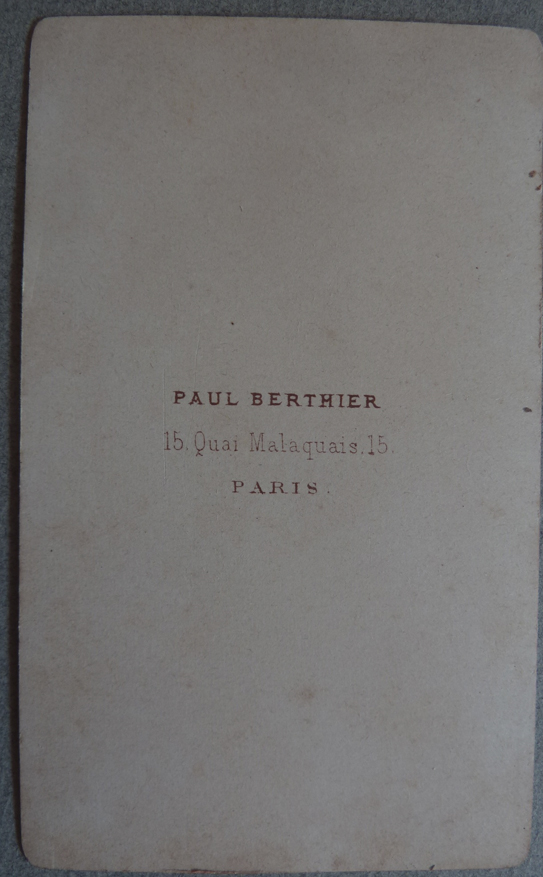 PAUL BERTHIER
15, Quai Malaquais, 15.
PARIS.